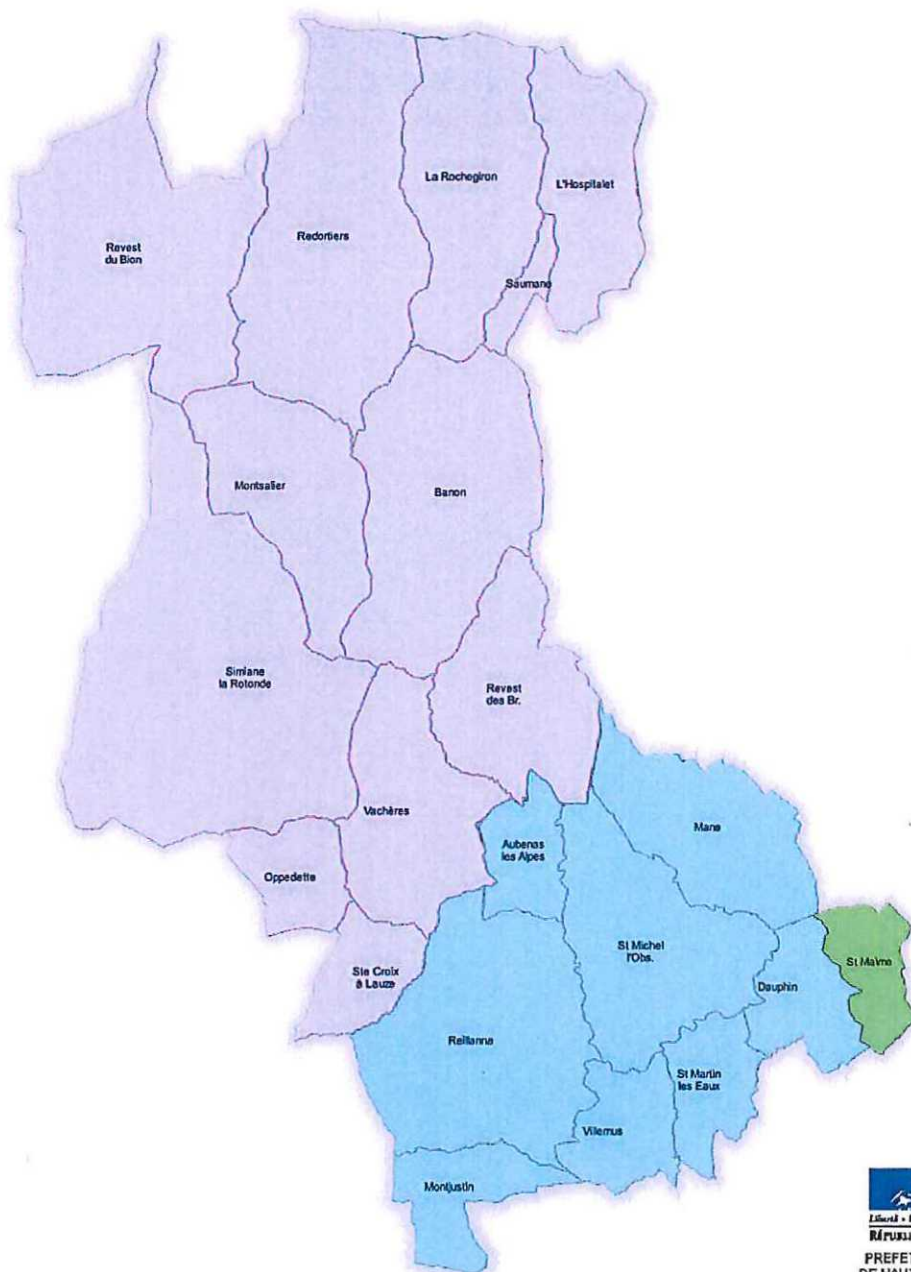 La Rochegiron
L'Hospitalet
Redortiers
Revest
du Bion
Saumane
Montsalier
Banon
Simiane
la Rotonde
Revest
des Br.
Vachères
Mane
Aubenas
les Alpes
Oppedette
St Michel
l'Obs.
St Maime
Ste Croix
à Lauze
Dauphin
Reillanne
St Martin
les Eaux
Villemus
Montjustin
PREFET